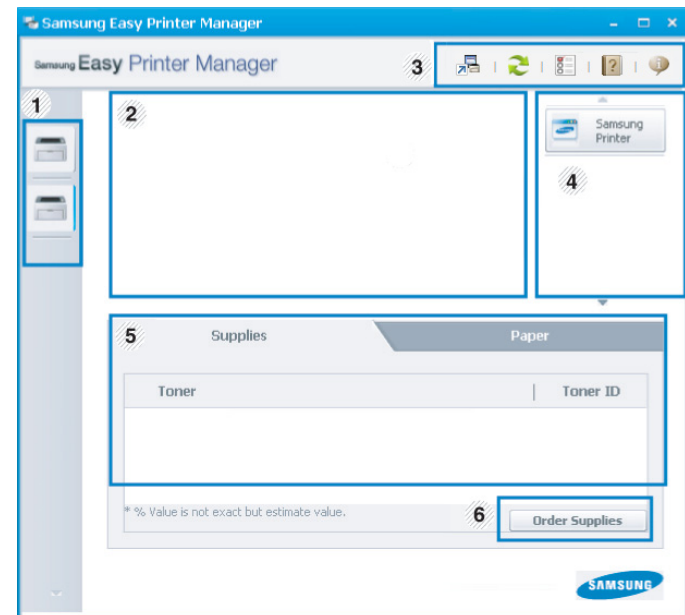 Samsung Easy Printer Manager
Samsung Easy Printer Manager
3
1
2
Samsung
Printer
4
5
Supplies
Paper
Toner
Toner ID
* % Value is not exact but estimate value.
6
Order Supplies
SAMSUNG